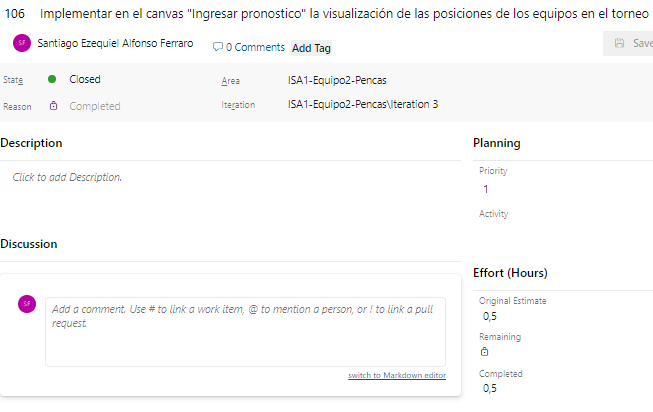 106 Implementar en el canvas "Ingresar pronostico" la visualización de las posiciones de los equipos en el torneo
SF Santiago Ezequiel Alfonso Ferraro 0 Comments Add Tag Save
State Closed Area ISA1-Equipo2-Pencas
Reason Completed Iteration ISA1-Equipo2-Pencas\Iteration 3
Description
Click to add Description.
Planning
Priority
1
Activity
Discussion
SF
Add a comment. Use # to link a work item, @ to mention a person, or ! to link a pull
request.
switch to Markdown editor
Effort (Hours)
Original Estimate
0,5
Remaining
Completed
0,5